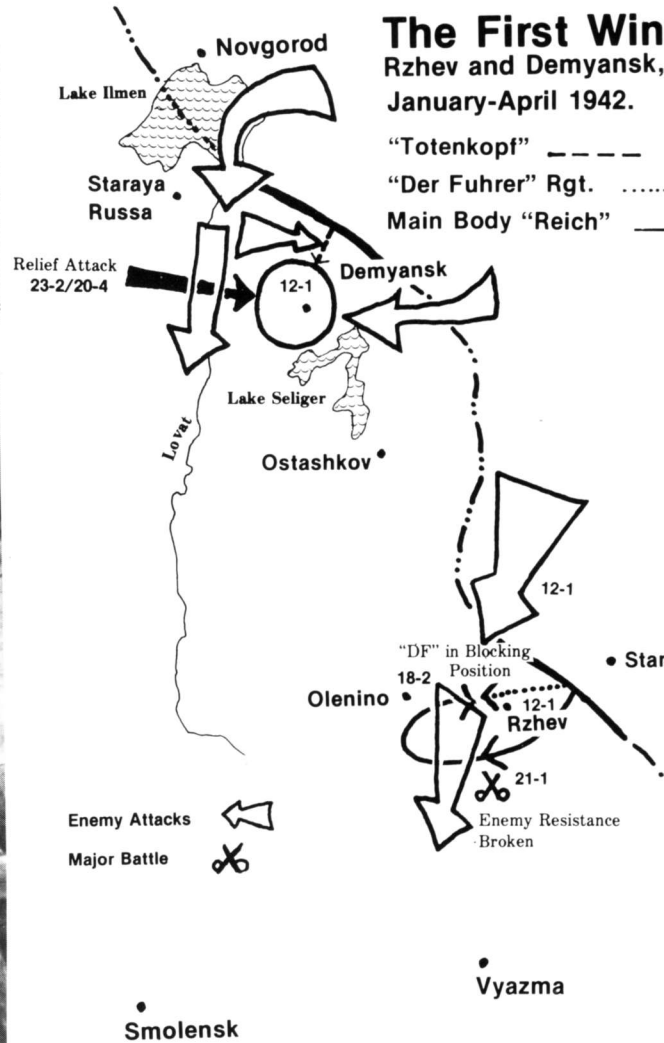 The First Win
Rzhev and Demyansk,
January-April 1942.
"Totenkopf"
"Der Fuhrer" Rgt.
Main Body "Reich"
Novgorod
Lake Ilmen
Staraya
Russa
Relief Attack
23-2/20-4
Demyansk
12-1
Lake Seliger
Lovat
Ostashkov
12-1
"DF" in Blocking
Position
18-2
Olenino
12-1
Rzhev
Star
21-1
Enemy Resistance
Broken
Enemy Attacks
Major Battle
Vyazma
Smolensk